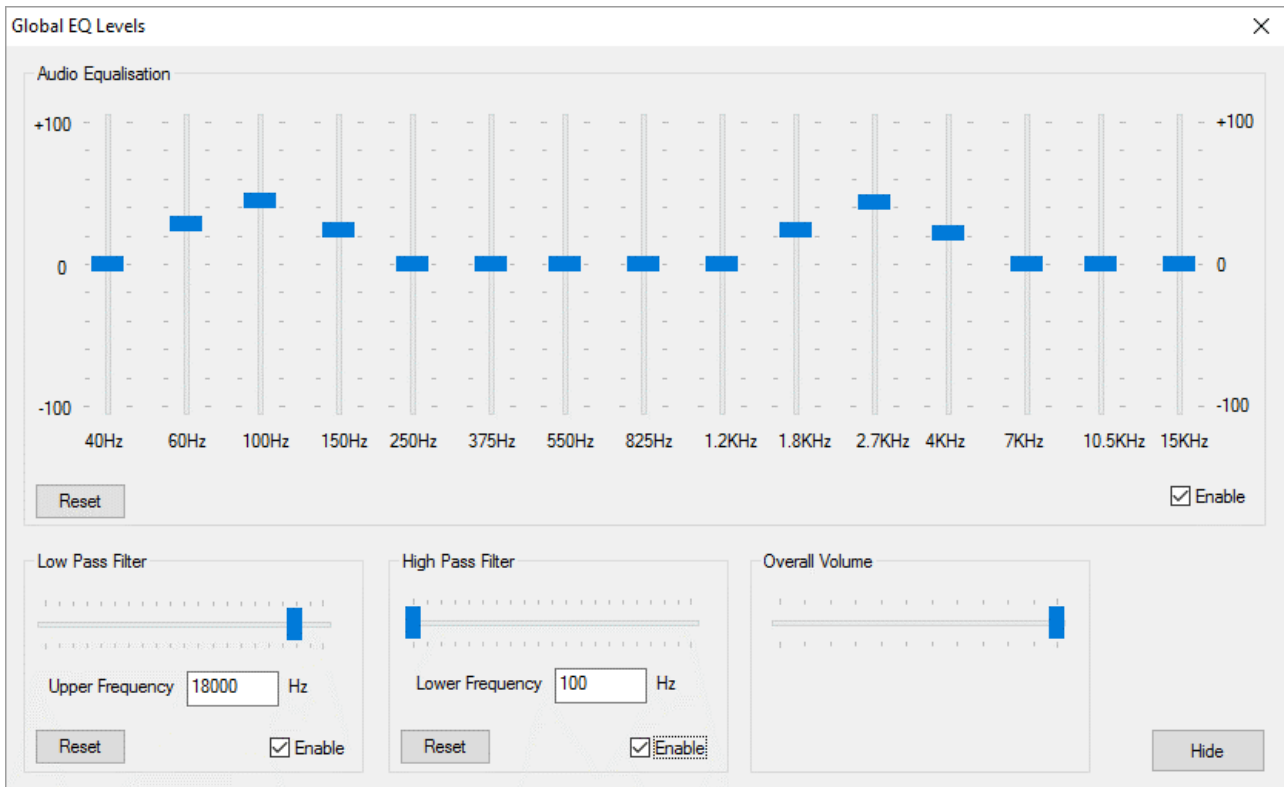 Global EQ Levels
Audio Equalisation
+100 +100
0 0
-100 -100
40Hz 60Hz 100Hz 150Hz 250Hz 375Hz 550Hz 825Hz 1.2KHz 1.8KHz 2.7KHz 4KHz 7KHz 10.5KHz 15KHz
Reset Enable
Low Pass Filter High Pass Filter Overall Volume
Upper Frequency 18000 Hz Lower Frequency 100 Hz
Reset Enable Reset Enable Hide